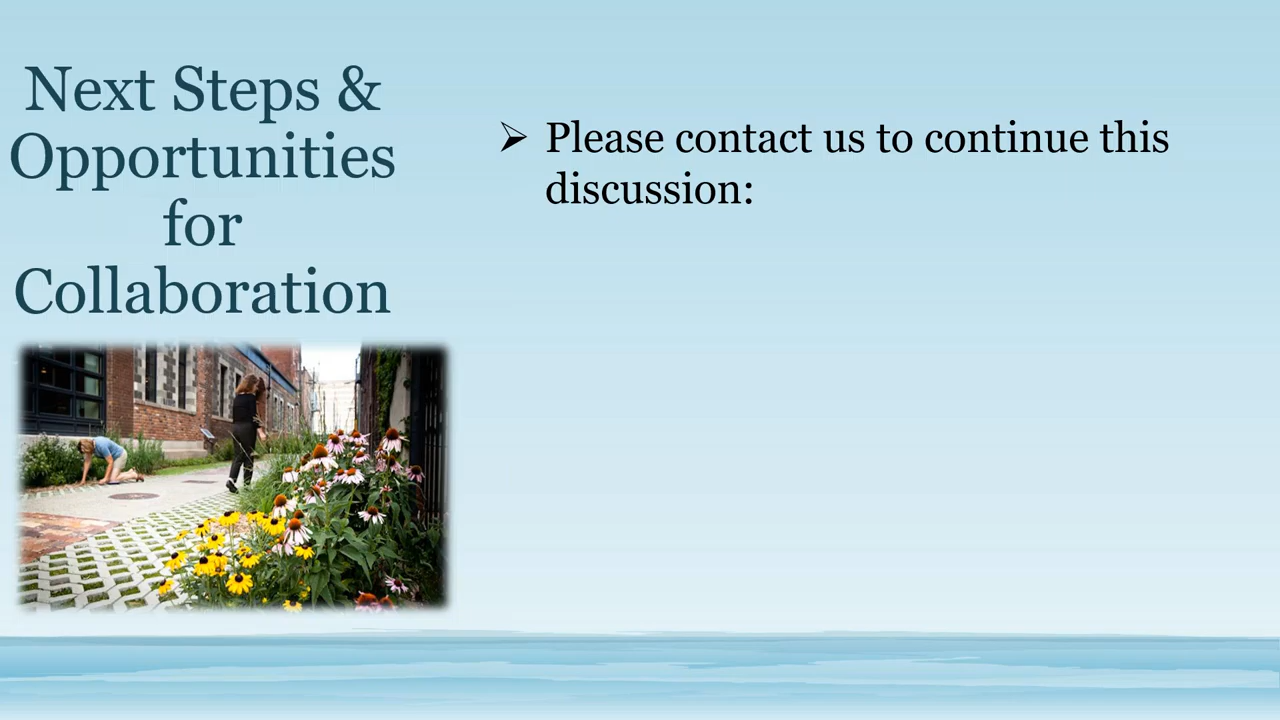 Next Steps &
Opportunities
for
Collaboration
➢ Please contact us to continue this
discussion: